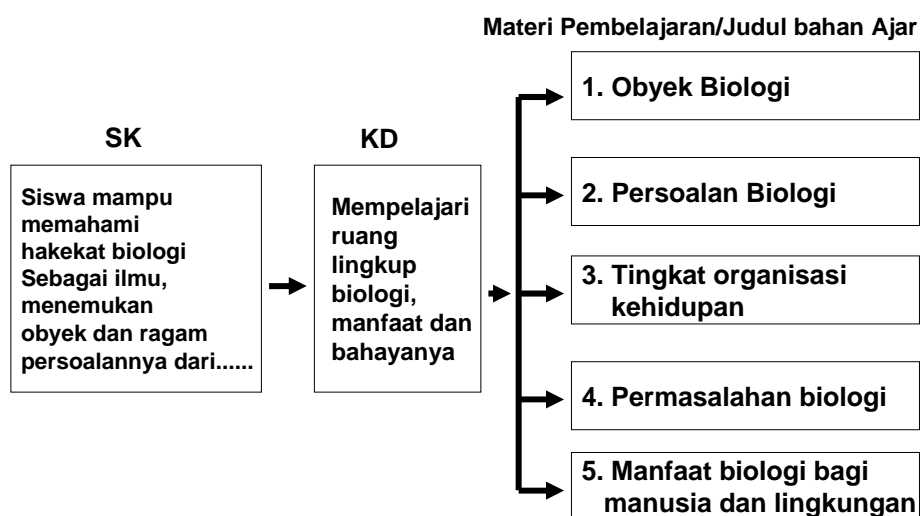 Materi Pembelajaran/Judul bahan Ajar
SK
Siswa mampu
memahami
hakekat biologi
Sebagai ilmu,
menemukan
obyek dan ragam
persoalannya dari......
KD
Mempelajari
ruang
lingkup
biologi,
manfaat dan
bahayanya
1. Obyek Biologi
2. Persoalan Biologi
3. Tingkat organisasi
kehidupan
4. Permasalahan biologi
5. Manfaat biologi bagi
manusia dan lingkungan